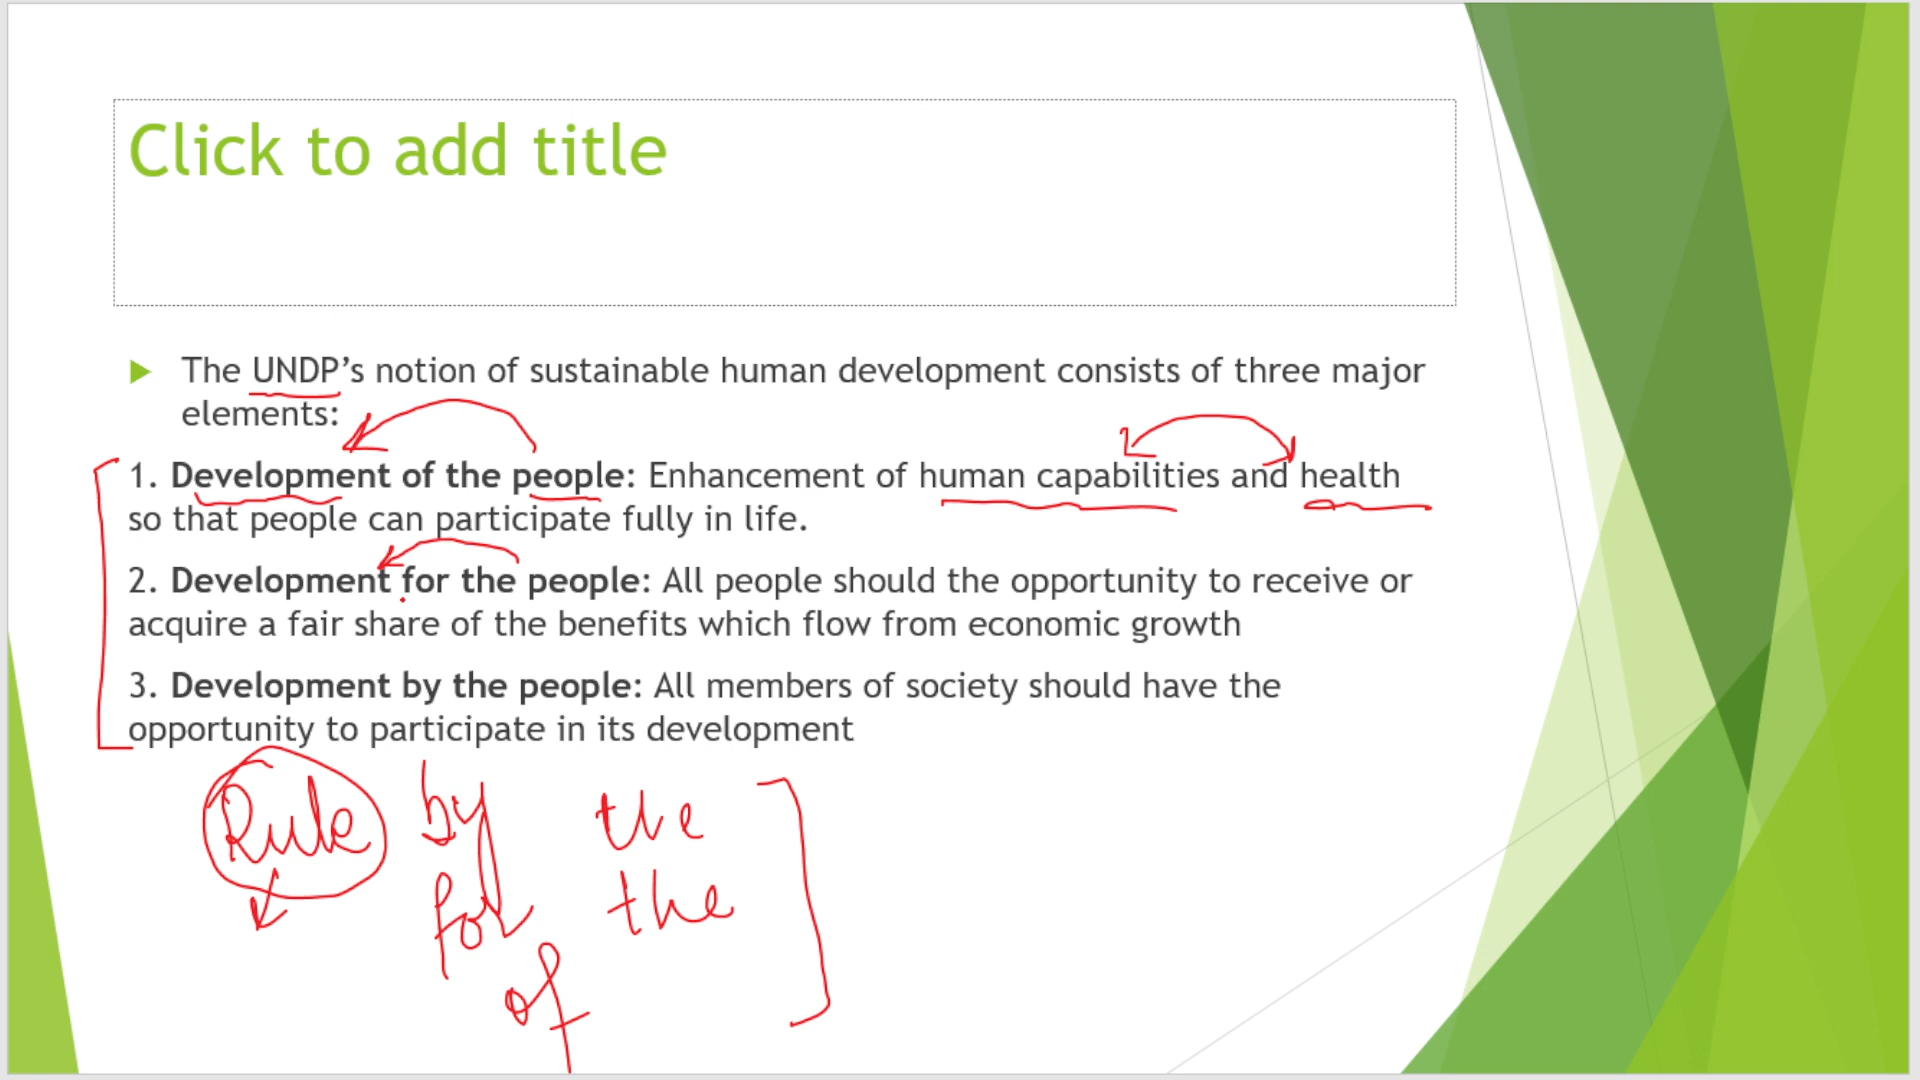 Click to add title
The UNDP’s notion of sustainable human development consists of three major
elements:
1. Development of the people: Enhancement of human capabilities and health
so that people can participate fully in life.
2. Development for the people: All people should the opportunity to receive or
acquire a fair share of the benefits which flow from economic growth
3. Development by the people: All members of society should have the
opportunity to participate in its development
Rule by the
for the
of